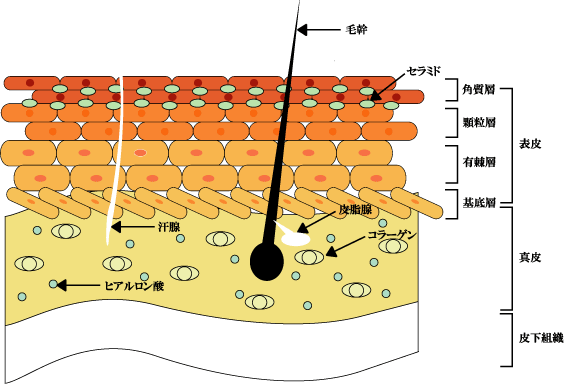 毛幹
セラミド
角質層
顆粒層
表皮
有棘層
基底層
皮脂腺
汗腺
コラーゲン
真皮
ヒアルロン酸
皮下組織